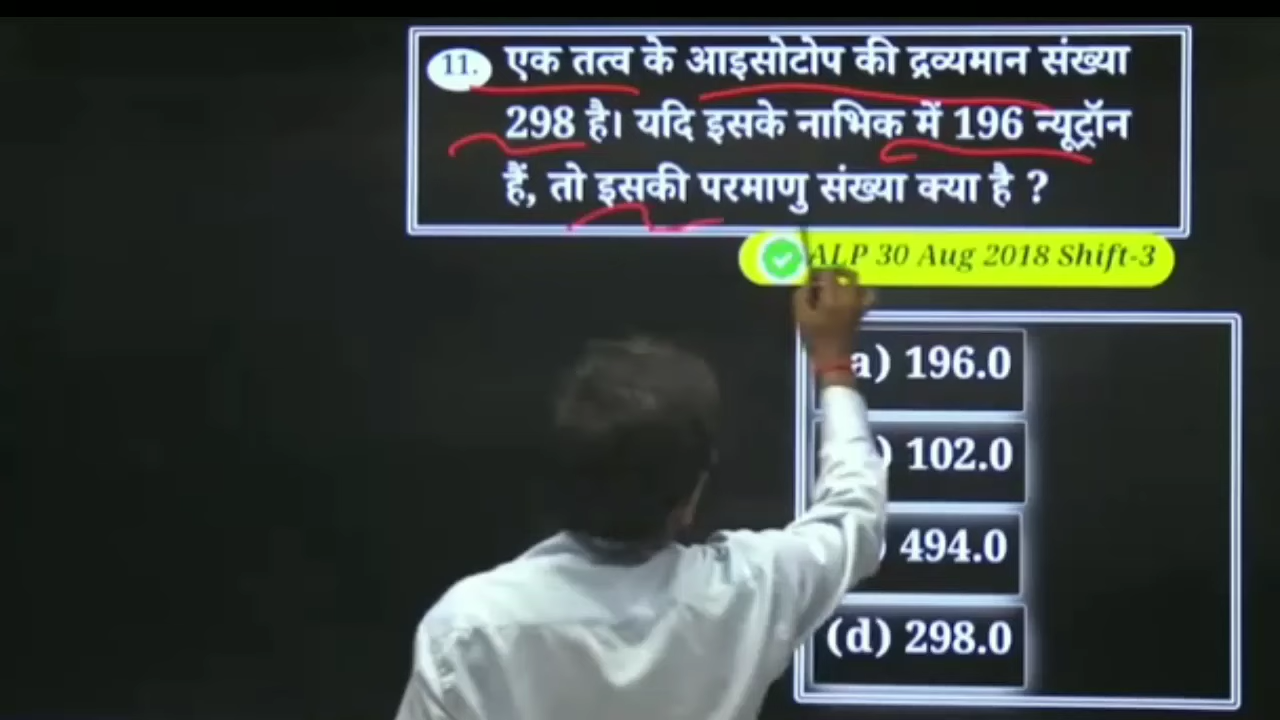 11. एक तत्व के आइसोटोप की द्रव्यमान संख्या
298 है। यदि इसके नाभिक में 196 न्यूट्रॉन
हैं, तो इसकी परमाणु संख्या क्या है ?
ALP 30 Aug 2018 Shift-3
a) 196.0
) 102.0
) 494.0
(d) 298.0